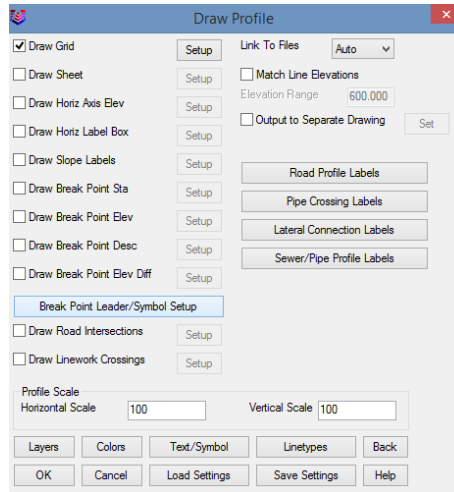 Draw Profile
Draw Grid Setup Link To Files Auto
Draw Sheet Setup Match Line Elevations
Elevation Range 600.000
Draw Horiz Axis Elev Setup
Output to Separate Drawing Set
Draw Horiz Label Box Setup
Draw Slope Labels Setup
Road Profile Labels
Draw Break Point Sta Setup
Pipe Crossing Labels
Draw Break Point Elev Setup
Lateral Connection Labels
Draw Break Point Desc Setup
Sewer/Pipe Profile Labels
Draw Break Point Elev Diff Setup
Break Point Leader/Symbol Setup
Draw Road Intersections Setup
Draw Linework Crossings Setup
Profile Scale
Horizontal Scale 100 Vertical Scale 100
Layers Colors Text/Symbol Linetypes Back
OK Cancel Load Settings Save Settings Help